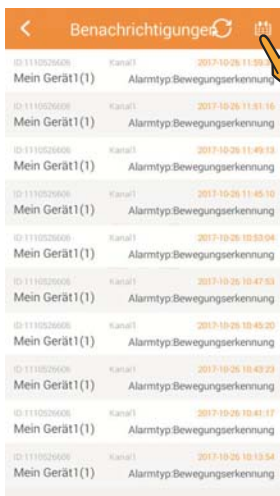 Benachrichtigungen
ID:1110526606 Kanal1 2017-10-26 11:59:
Mein Gerät1(1) Alarmtyp:Bewegungserkennung
ID:1110526606 Kanal1 2017-10-26 11:51:16
Mein Gerät1(1) Alarmtyp:Bewegungserkennung
ID:1110526606 Kanal1 2017-10-26 11:49:13
Mein Gerät1(1) Alarmtyp:Bewegungserkennung
ID:1110526606 Kanal1 2017-10-26 11:45:10
Mein Gerät1(1) Alarmtyp:Bewegungserkennung
ID:1110526606 Kanal1 2017-10-26 10:53:04
Mein Gerät1(1) Alarmtyp:Bewegungserkennung
ID:1110526606 Kanal1 2017-10-26 10:47:53
Mein Gerät1(1) Alarmtyp:Bewegungserkennung
ID:1110526606 Kanal1 2017-10-26 10:45:20
Mein Gerät1(1) Alarmtyp:Bewegungserkennung
ID:1110526606 Kanal1 2017-10-26 10:43:23
Mein Gerät1(1) Alarmtyp:Bewegungserkennung
ID:1110526606 Kanal1 2017-10-26 10:41:17
Mein Gerät1(1) Alarmtyp:Bewegungserkennung
ID:1110526606 Kanal1 2017-10-26 10:13:54
Mein Gerät1(1) Alarmtyp:Bewegungserkennung